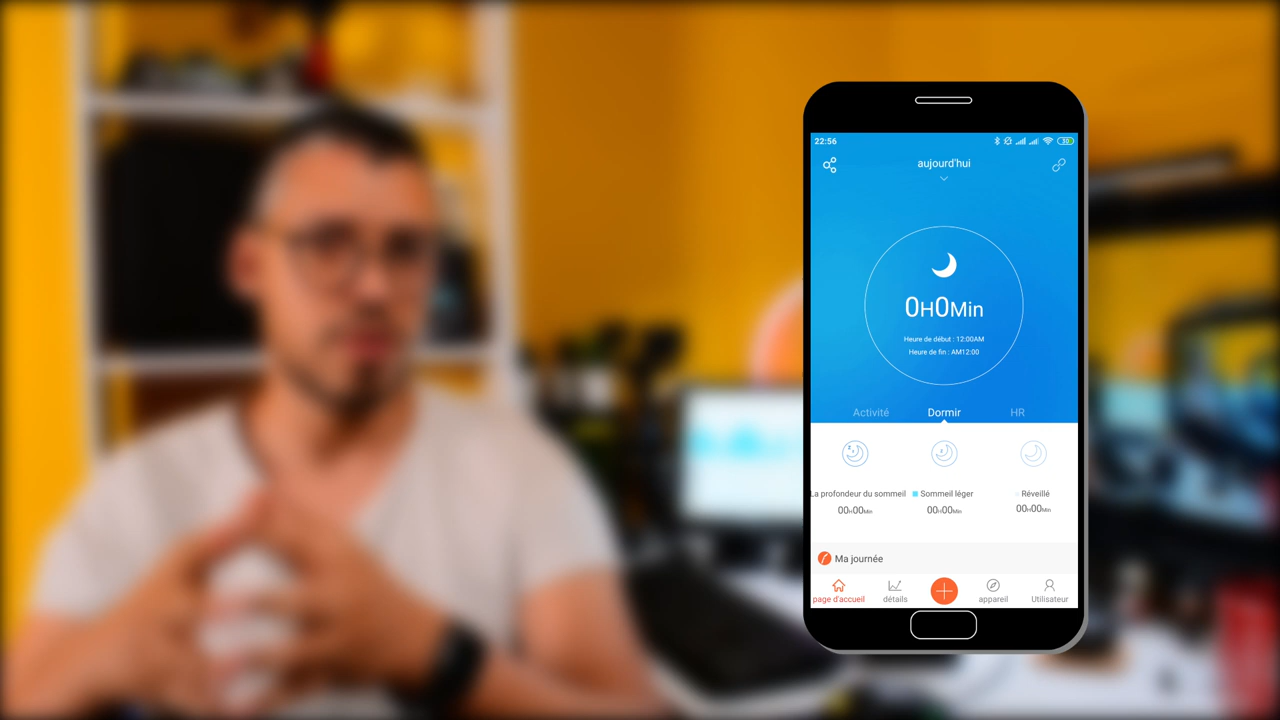 22:56
30
aujourd'hui
0H0Min
Heure de début : 12:00AM
Heure de fin : AM12:00
Activité Dormir HR
La profondeur du sommeil Sommeil léger Réveillé
00H00Min 00H00Min 00H00Min
Ma journée
page d'accueil détails appareil Utilisateur